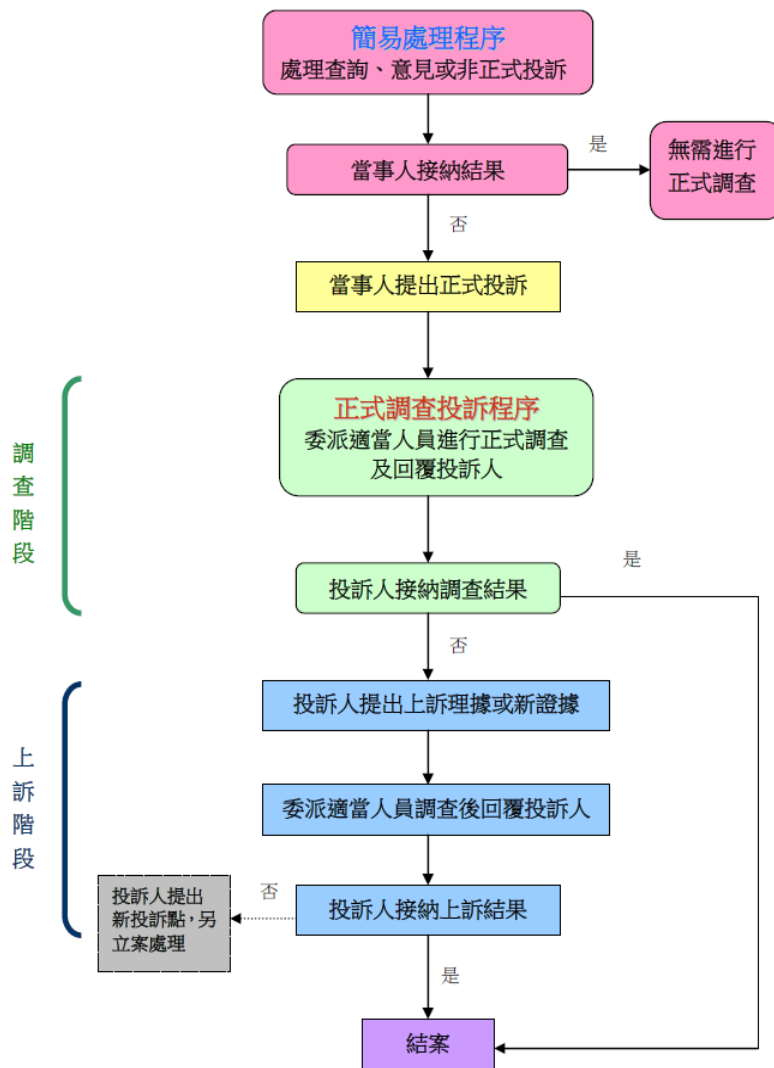 簡易處理程序
處理查詢、意見或非正式投訴
當事人接納結果
是
無需進行
正式調查
否
當事人提出正式投訴
調查階段
正式調查投訴程序
委派適當人員進行正式調查
及回覆投訴人
投訴人接納調查結果
是
否
上訴階段
投訴人提出上訴理據或新證據
委派適當人員調查後回覆投訴人
投訴人接納上訴結果
否
投訴人提出
新投訴點，另
立案處理
是
結案